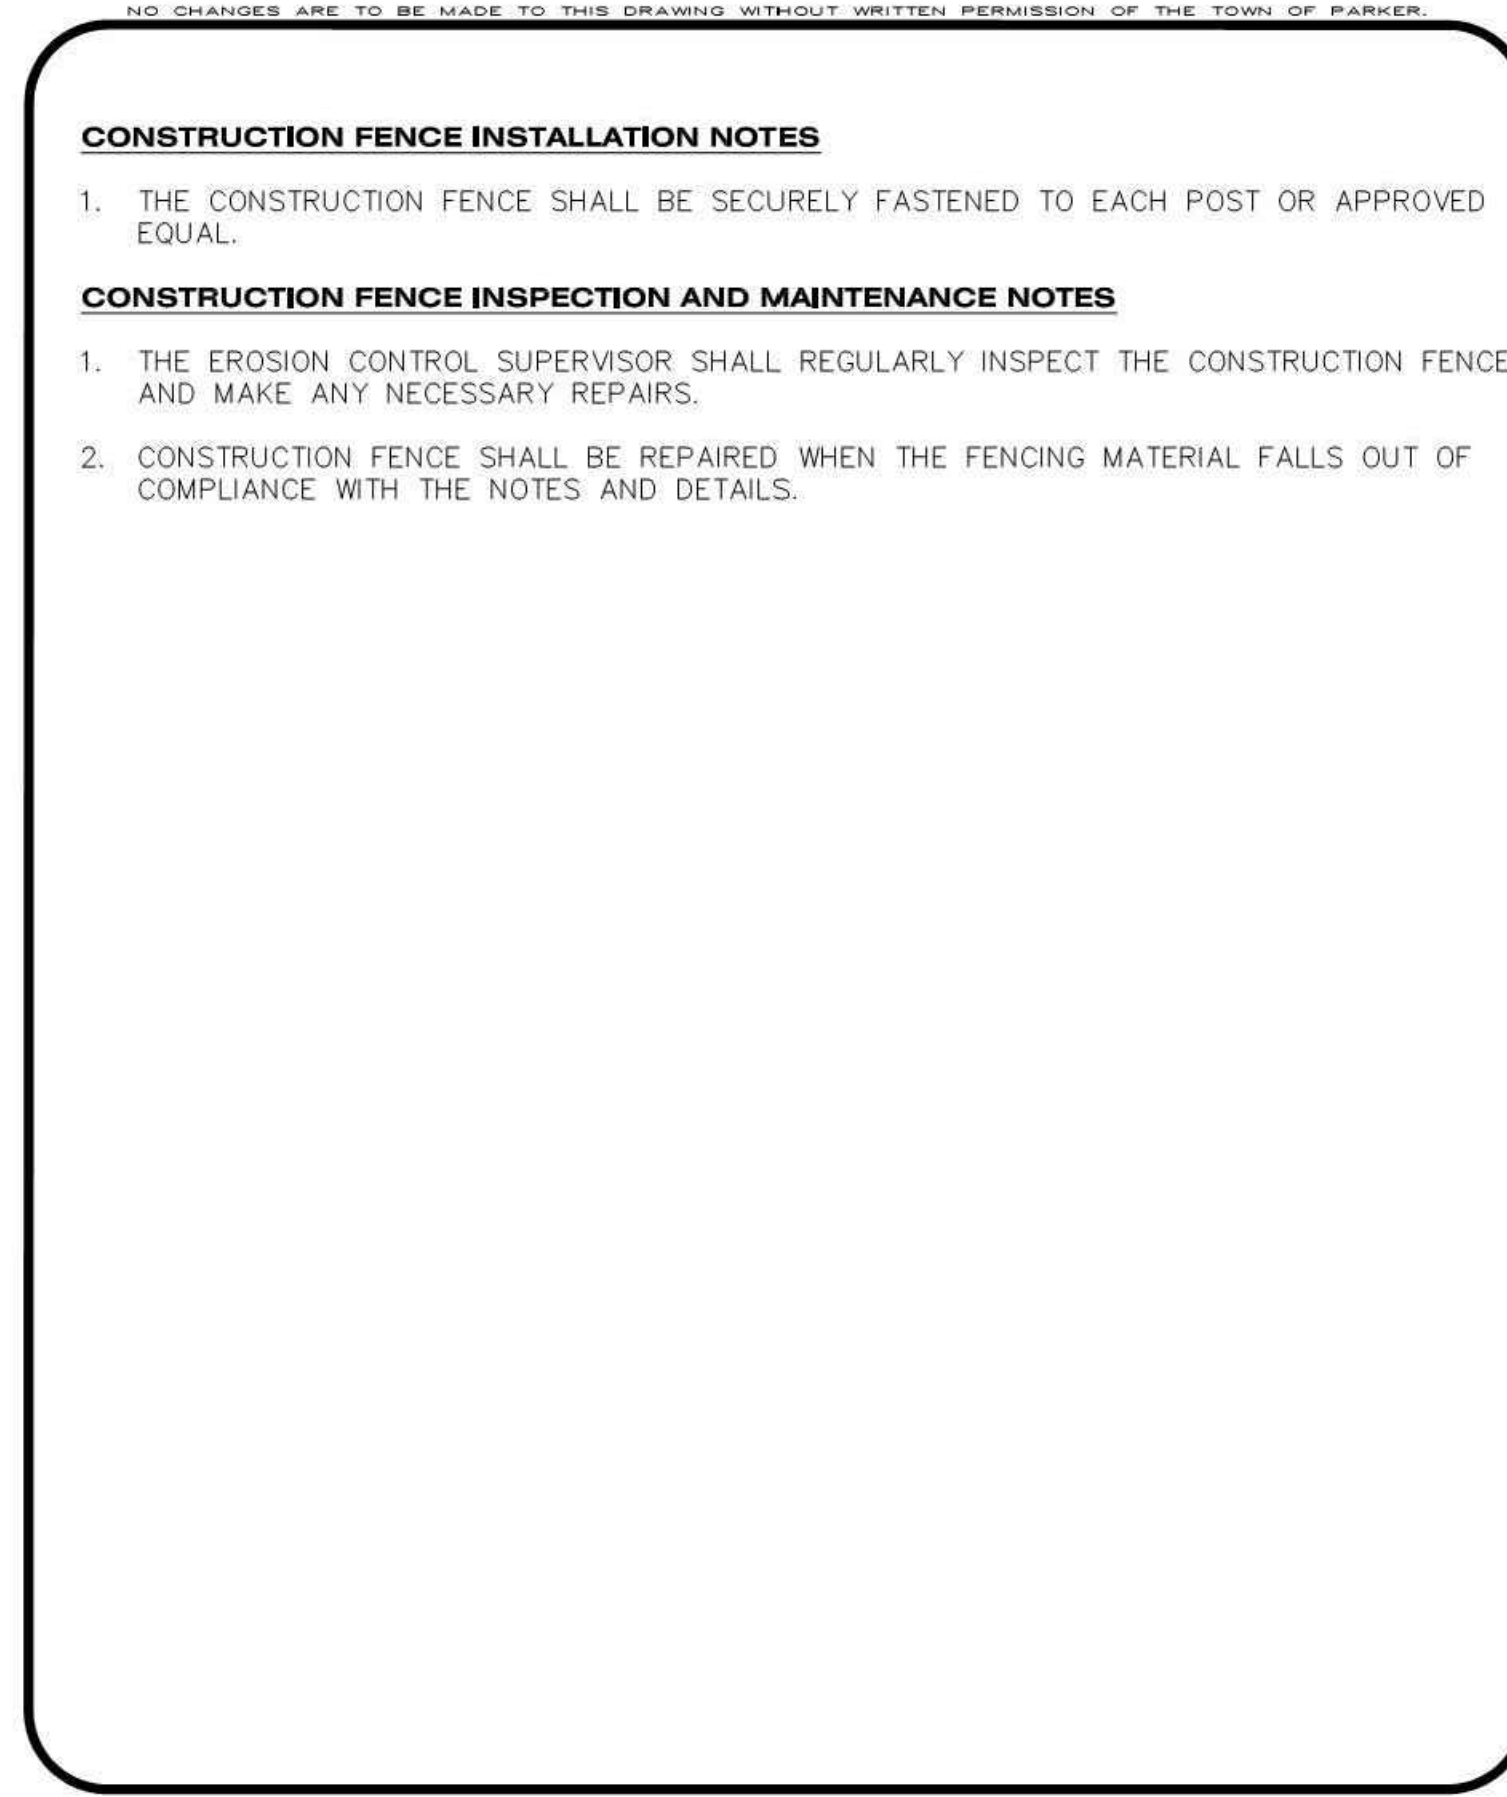 NO CHANGES ARE TO BE MADE TO THIS DRAWING WITHOUT WRITTEN PERMISSION OF THE TOWN OF PARKER.
CONSTRUCTION FENCE INSTALLATION NOTES
1. THE CONSTRUCTION FENCE SHALL BE SECURELY FASTENED TO EACH POST OR APPROVED
EQUAL.
CONSTRUCTION FENCE INSPECTION AND MAINTENANCE NOTES
1. THE EROSION CONTROL SUPERVISOR SHALL REGULARLY INSPECT THE CONSTRUCTION FENCE
AND MAKE ANY NECESSARY REPAIRS.
2. CONSTRUCTION FENCE SHALL BE REPAIRED WHEN THE FENCING MATERIAL FALLS OUT OF
COMPLIANCE WITH THE NOTES AND DETAILS.